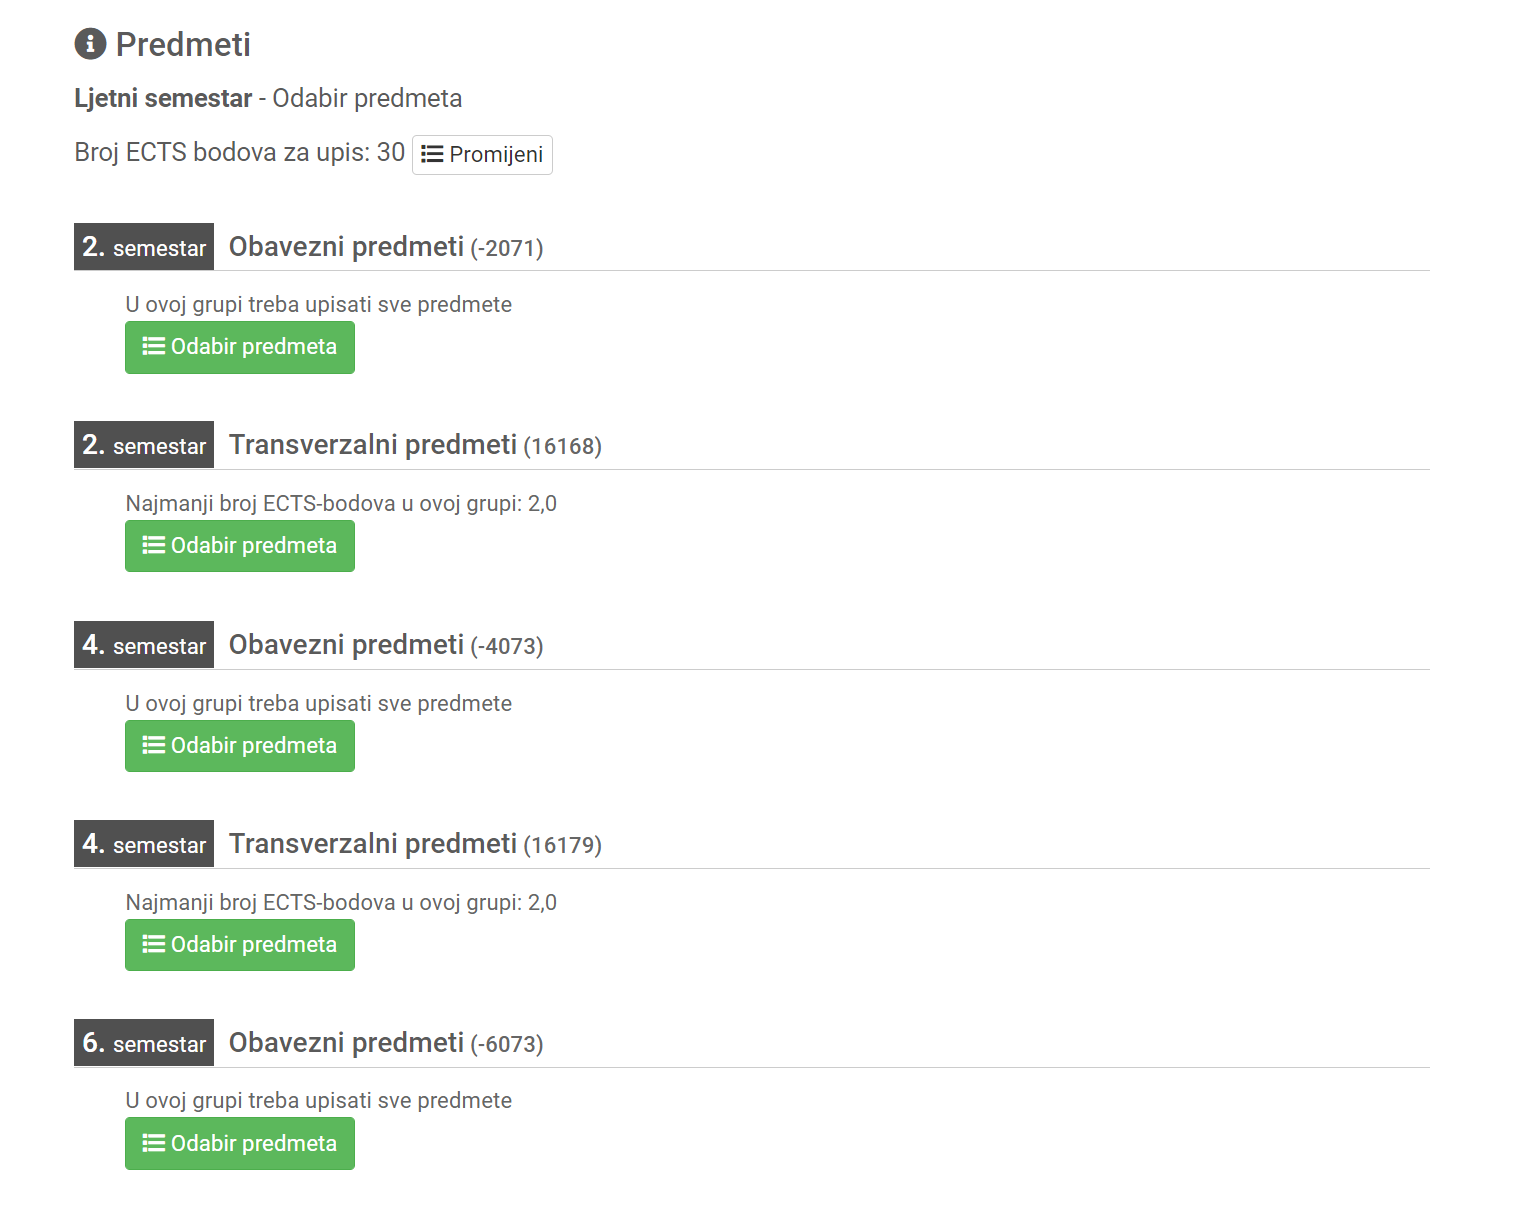 Predmeti
Ljetni semestar - Odabir predmeta
Broj ECTS bodova za upis: 30 Promijeni
2. semestar Obavezni predmeti (-2071)
U ovoj grupi treba upisati sve predmete
Odabir predmeta
2. semestar Transverzalni predmeti (16168)
Najmanji broj ECTS-bodova u ovoj grupi: 2,0
Odabir predmeta
4. semestar Obavezni predmeti (-4073)
U ovoj grupi treba upisati sve predmete
Odabir predmeta
4. semestar Transverzalni predmeti (16179)
Najmanji broj ECTS-bodova u ovoj grupi: 2,0
Odabir predmeta
6. semestar Obavezni predmeti (-6073)
U ovoj grupi treba upisati sve predmete
Odabir predmeta